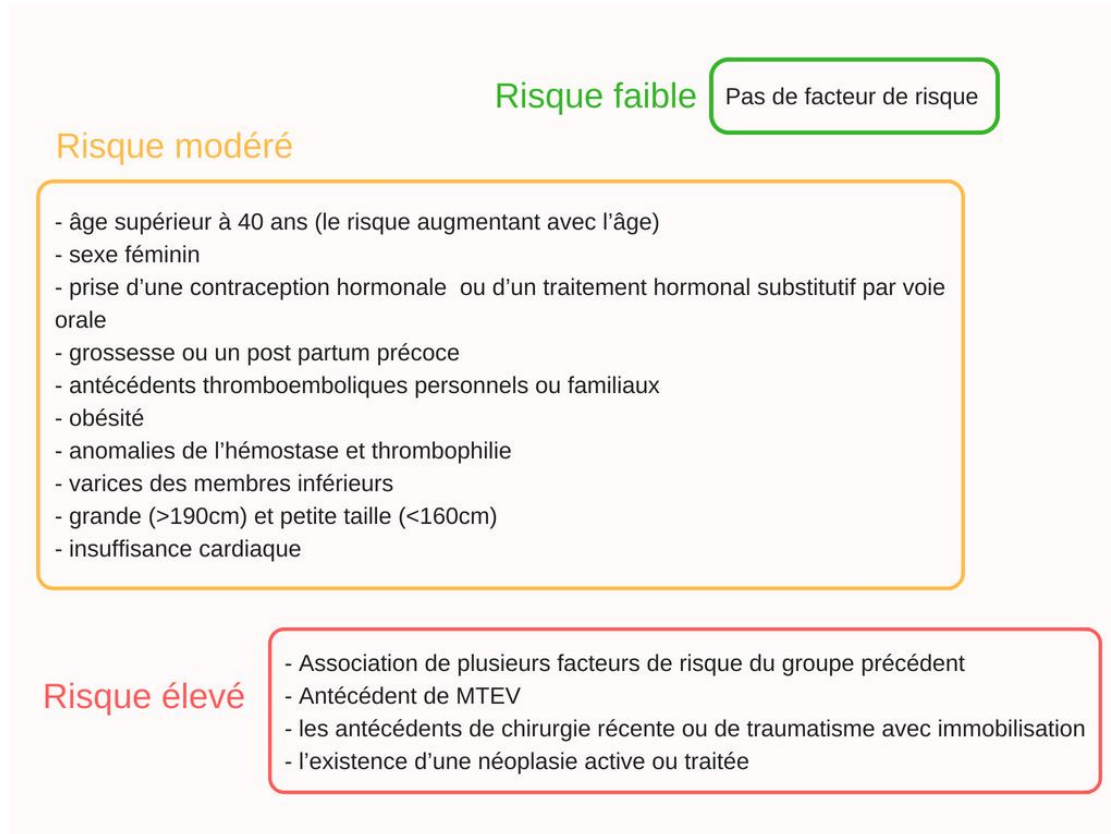 Risque faible
Pas de facteur de risque
Risque modéré
- âge supérieur à 40 ans (le risque augmentant avec l’âge)
- sexe féminin
- prise d’une contraception hormonale  ou d’un traitement hormonal substitutif par voie
orale
- grossesse ou un post partum précoce
- antécédents thromboemboliques personnels ou familiaux
- obésité
- anomalies de l’hémostase et thrombophilie
- varices des membres inférieurs
- grande (>190cm) et petite taille (<160cm)
- insuffisance cardiaque
Risque élevé
- Association de plusieurs facteurs de risque du groupe précédent
- Antécédent de MTEV
- les antécédents de chirurgie récente ou de traumatisme avec immobilisation
- l’existence d’une néoplasie active ou traitée